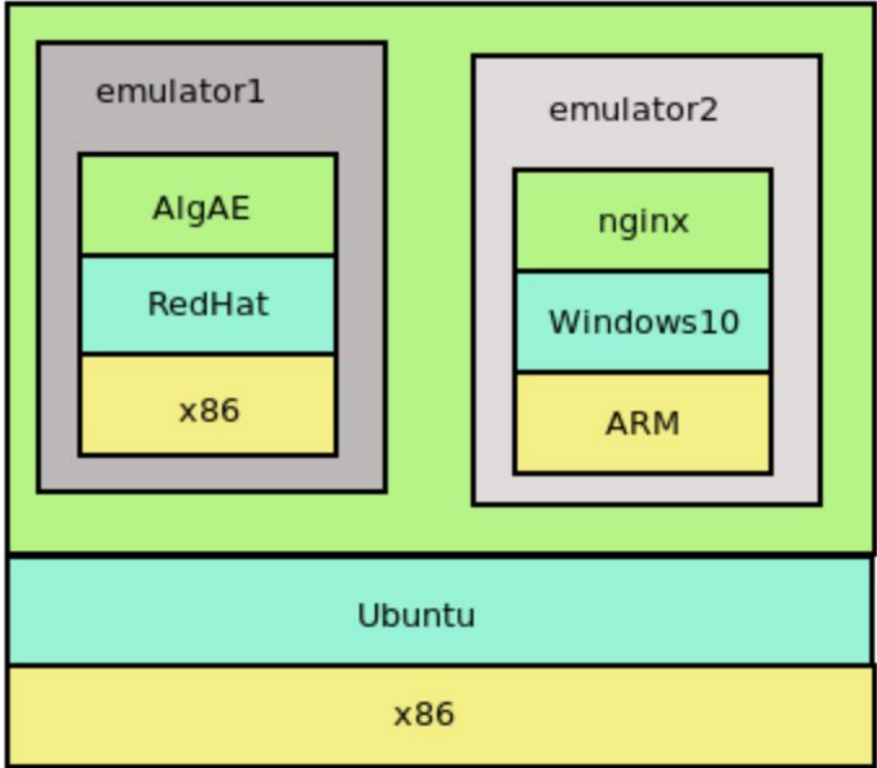 emulator1
AlgAE
RedHat
x86
emulator2
nginx
Windows10
ARM
Ubuntu
x86